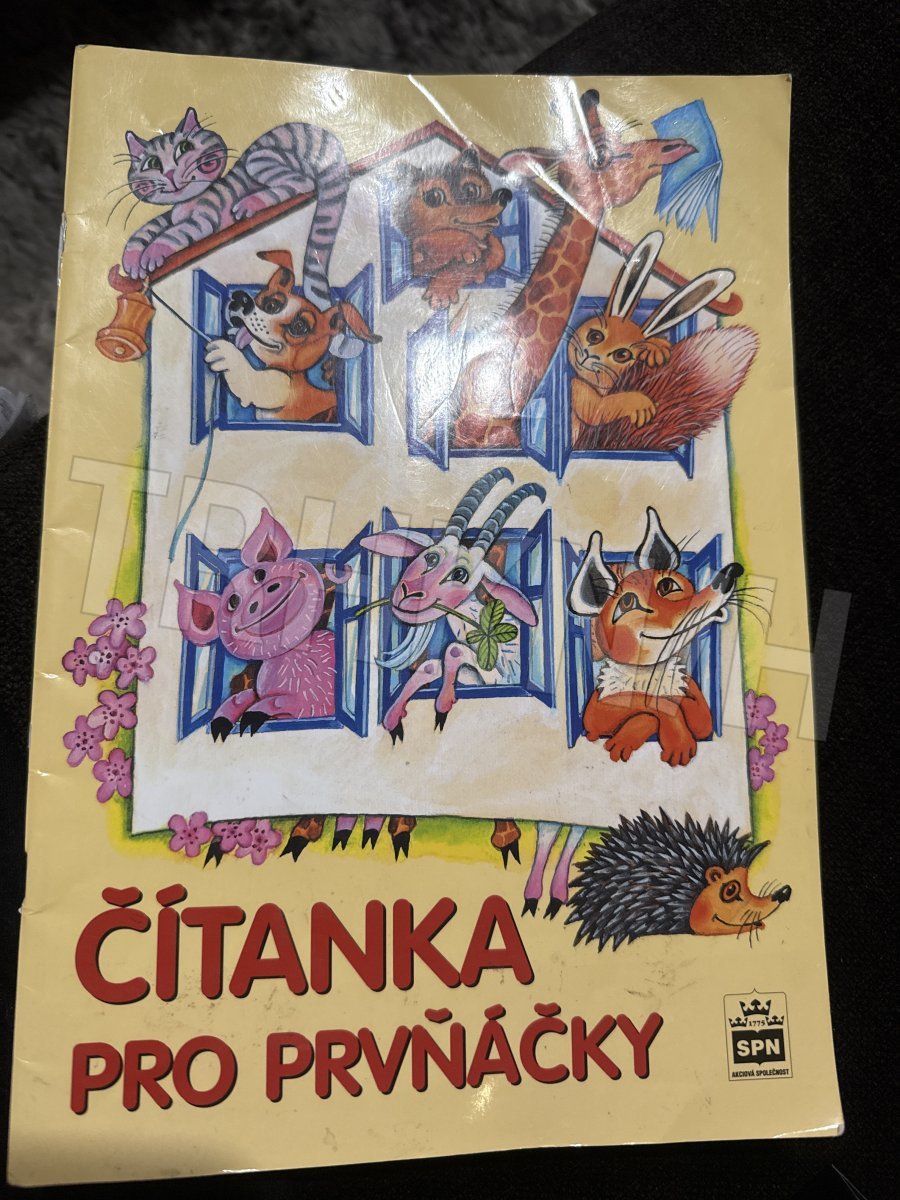 ČÍTANKA
PRO PRVŇÁČKY
1775
SPN
AKCIOVÁ SPOLEČNOST